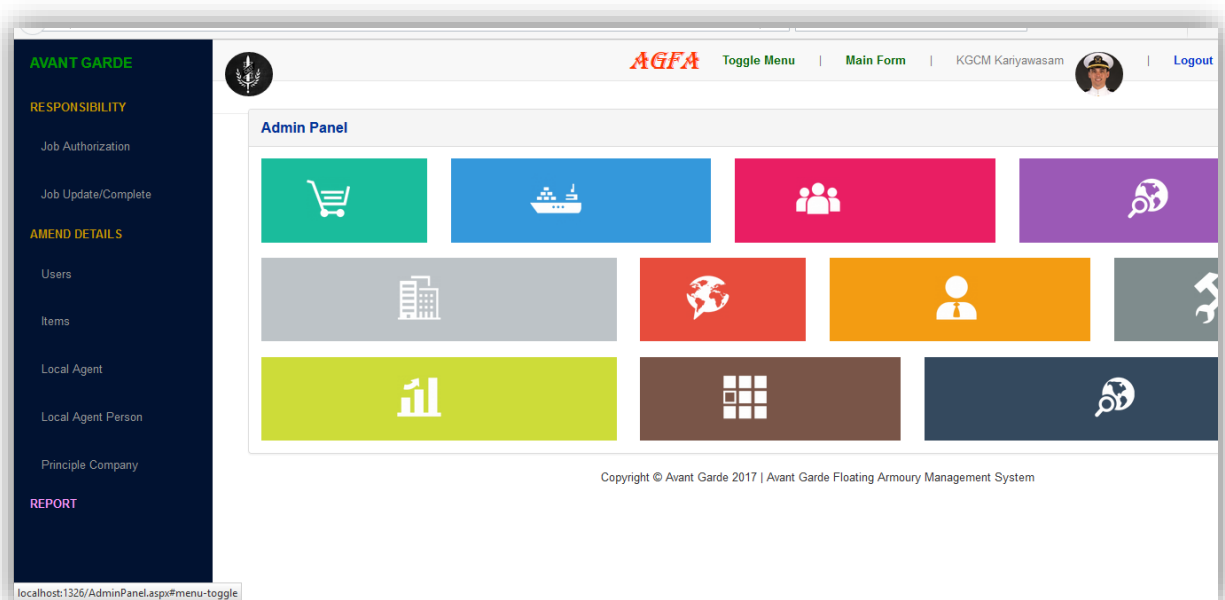 AVANT GARDE
AGFA Toggle Menu | Main Form | KGCM Kariyawasam | Logout
RESPONSIBILITY
Job Authorization
Job Update/Complete
AMEND DETAILS
Users
Items
Local Agent
Local Agent Person
Principle Company
REPORT
Admin Panel
Copyright © Avant Garde 2017 | Avant Garde Floating Armoury Management System
localhost:1326/AdminPanel.aspx#menu-toggle